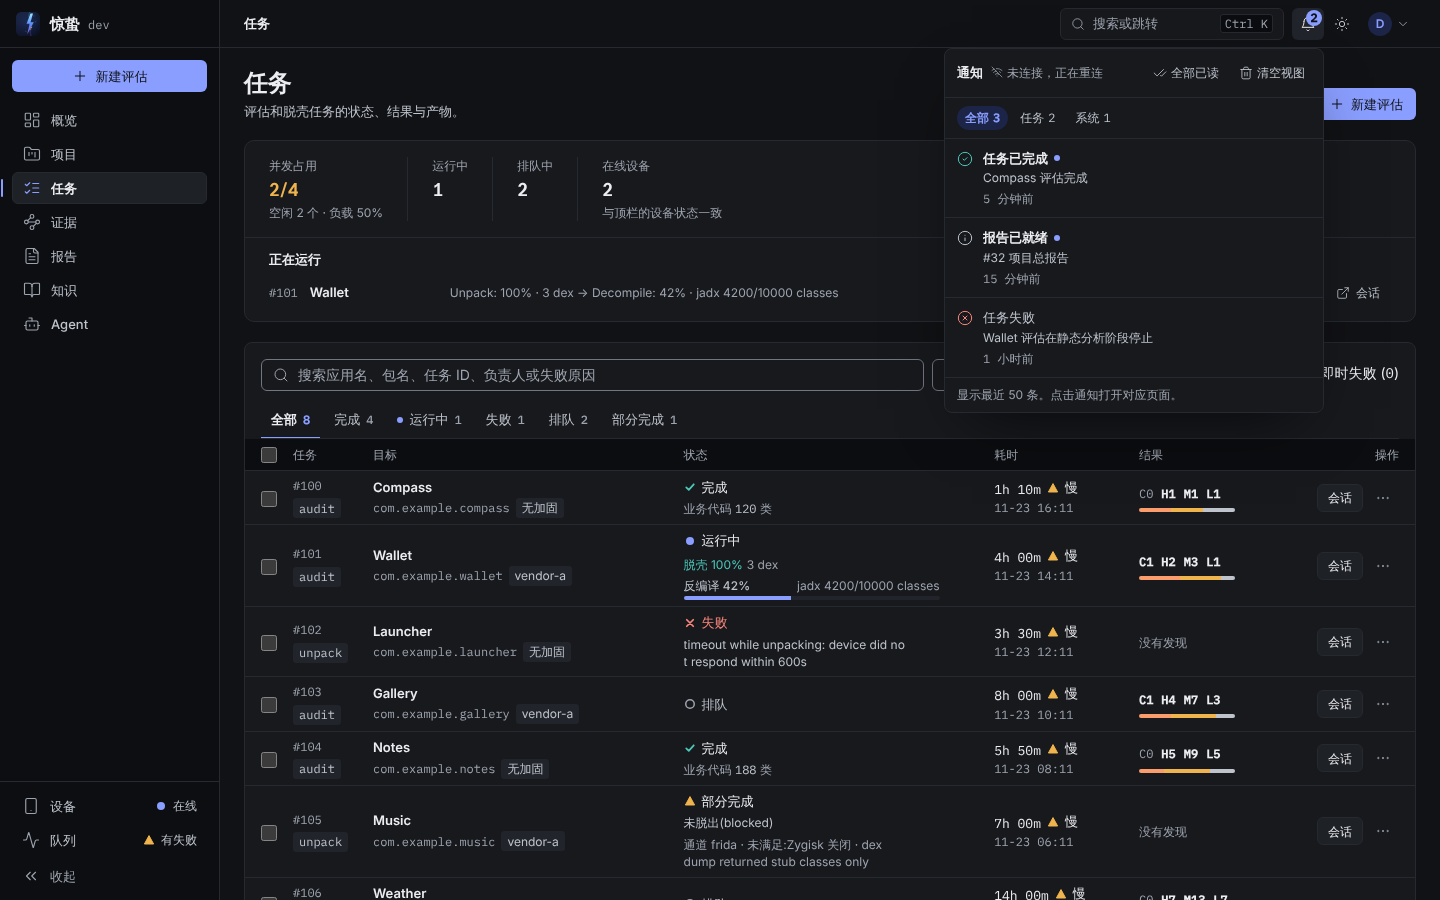 惊蛰 dev
新建评估
概览
项目
任务
证据
报告
知识
Agent
设备 在线
队列 有失败
收起
任务
搜索或跳转 Ctrl K
2
D
任务
评估和脱壳任务的状态、结果与产物。
新建评估
并发占用
2/4
空闲 2 个 · 负载 50%
运行中
1
排队中
2
在线设备
2
与顶栏的设备状态一致
正在运行
#101 Wallet Unpack: 100% · 3 dex → Decompile: 42% · jadx 4200/10000 classes 会话
通知 未连接，正在重连 全部已读 清空视图
全部 3 任务 2 系统 1
任务已完成
Compass 评估完成
5 分钟前
报告已就绪
#32 项目总报告
15 分钟前
任务失败
Wallet 评估在静态分析阶段停止
1 小时前
显示最近 50 条。点击通知打开对应页面。
搜索应用名、包名、任务 ID、负责人或失败原因
即时失败 (0)
全部 8 完成 4 运行中 1 失败 1 排队 2 部分完成 1
任务 目标 状态 耗时 结果 操作
#100
audit
Compass
com.example.compass 无加固
完成
业务代码 120 类
1h 10m 慢
11-23 16:11
C0 H1 M1 L1
会话 ···
#101
audit
Wallet
com.example.wallet vendor-a
运行中
脱壳 100% 3 dex
反编译 42% jadx 4200/10000 classes
4h 00m 慢
11-23 14:11
C1 H2 M3 L1
会话 ···
#102
unpack
Launcher
com.example.launcher 无加固
失败
timeout while unpacking: device did no
t respond within 600s
3h 30m 慢
11-23 12:11
没有发现
会话 ···
#103
audit
Gallery
com.example.gallery vendor-a
排队
8h 00m 慢
11-23 10:11
C1 H4 M7 L3
会话 ···
#104
audit
Notes
com.example.notes 无加固
完成
业务代码 188 类
5h 50m 慢
11-23 08:11
C0 H5 M9 L5
会话 ···
#105
unpack
Music
com.example.music vendor-a
部分完成
未脱出(blocked)
通道 frida · 未满足:Zygisk 关闭 · dex
dump returned stub classes only
7h 00m 慢
11-23 06:11
没有发现
会话 ···
#106
Weather
14h 00m 慢
C0 H7 M13 L7